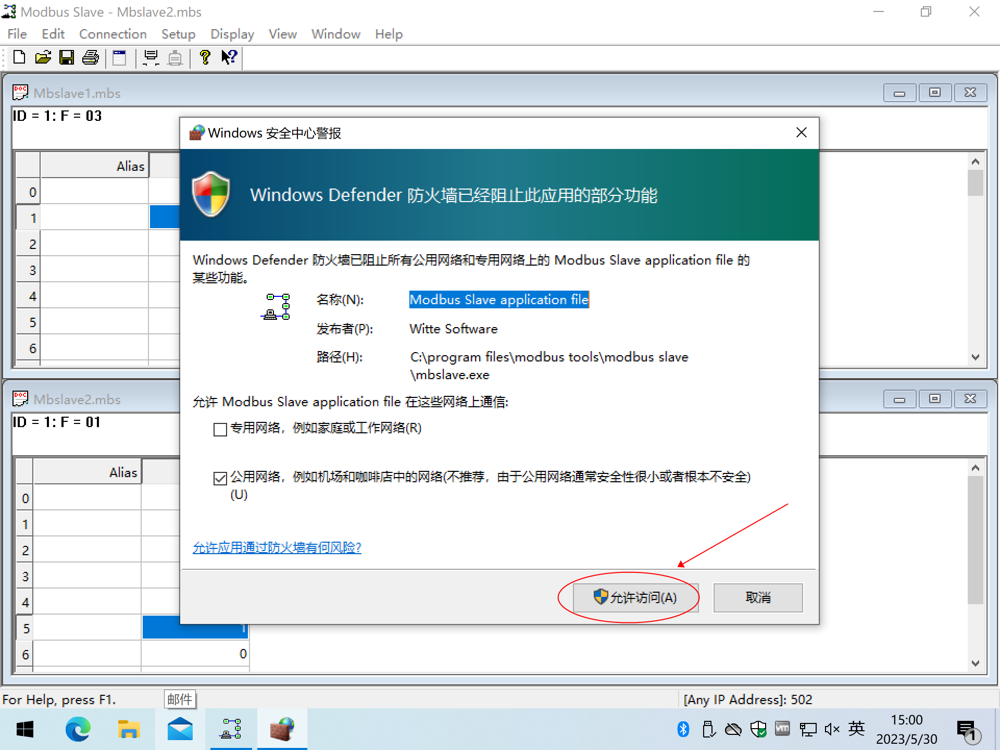 Modbus Slave - Mbslave2.mbs
File Edit Connection Setup Display View Window Help
Mbslave1.mbs
ID = 1: F = 03
Alias
0
1
2
3
4
5
6
Windows 安全中心警报
Windows Defender 防火墙已经阻止此应用的部分功能
Windows Defender 防火墙已阻止所有公用网络和专用网络上的 Modbus Slave application file 的
某些功能。
名称(N): Modbus Slave application file
发布者(P): Witte Software
路径(H): C:\program files\modbus tools\modbus slave
\mbslave.exe
允许 Modbus Slave application file 在这些网络上通信:
专用网络，例如家庭或工作网络(R)
公用网络，例如机场和咖啡店中的网络(不推荐，由于公用网络通常安全性很小或者根本不安全)
(U)
允许应用通过防火墙有何风险?
允许访问(A) 取消
Mbslave2.mbs
ID = 1: F = 01
Alias
0
1
2
3
4
5 1
6 0
For Help, press F1.
邮件
[Any IP Address]: 502
英
15:00
2023/5/30
1
DOC
DOC
vm